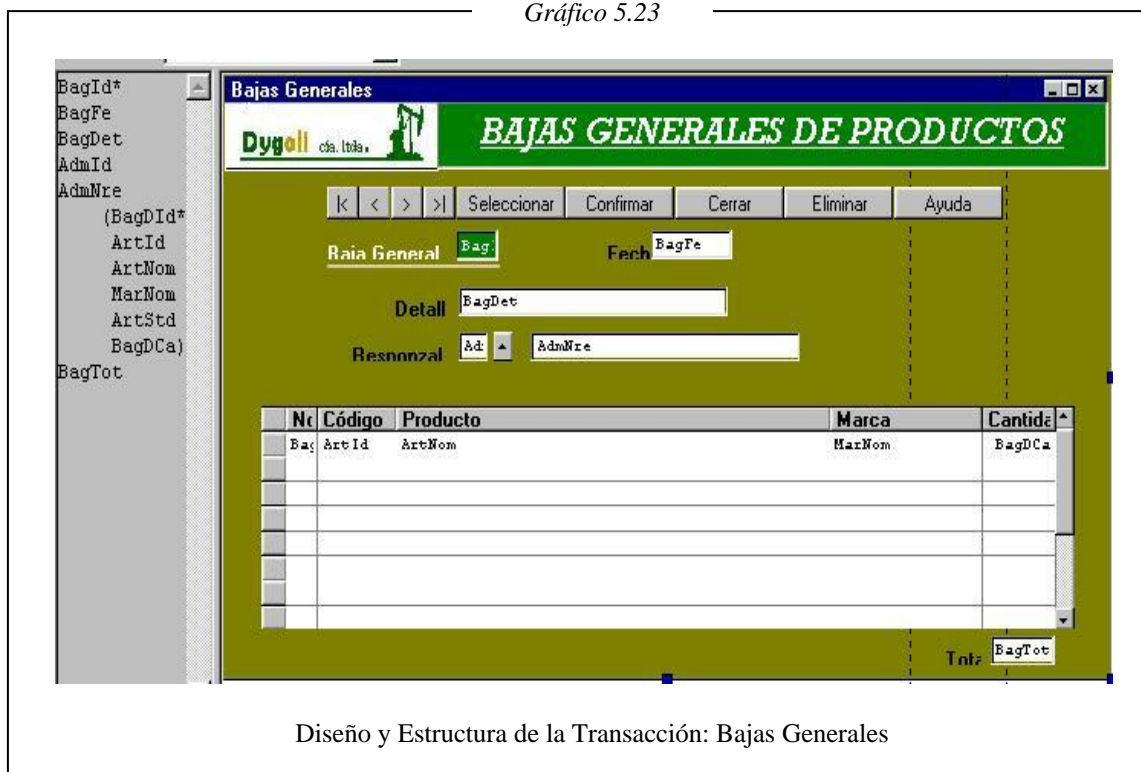 Gráfico 5.23
BagId*
BagFe
BagDet
AdmId
AdmNre
(BagDId*
ArtId
ArtNom
MarNom
ArtStd
BagDCa)
BagTot
Bajas Generales
Dygoil cia. ltda.
BAJAS GENERALES DE PRODUCTOS
|< < > >| Seleccionar Confirmar Cerrar Eliminar Ayuda
Baja General Bag Fech BagFe
Detall BagDet
Responzal Ad AdmNre
Código Producto Marca Cantida
Bag ArtId ArtNom MarNom BagDCa
Tota BagTot
Diseño y Estructura de la Transacción: Bajas Generales